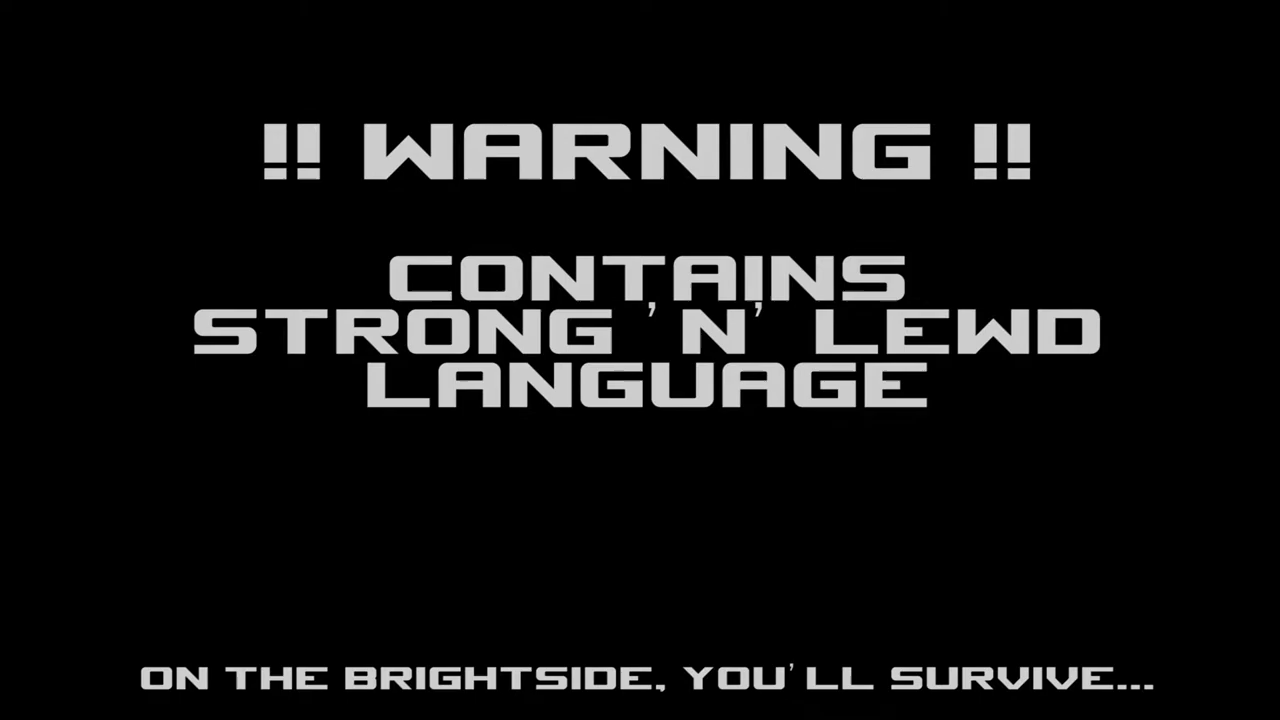 !! WARNING !!
CONTAINS
STRONG 'N' LEWD
LANGUAGE
ON THE BRIGHTSIDE, YOU'LL SURVIVE...